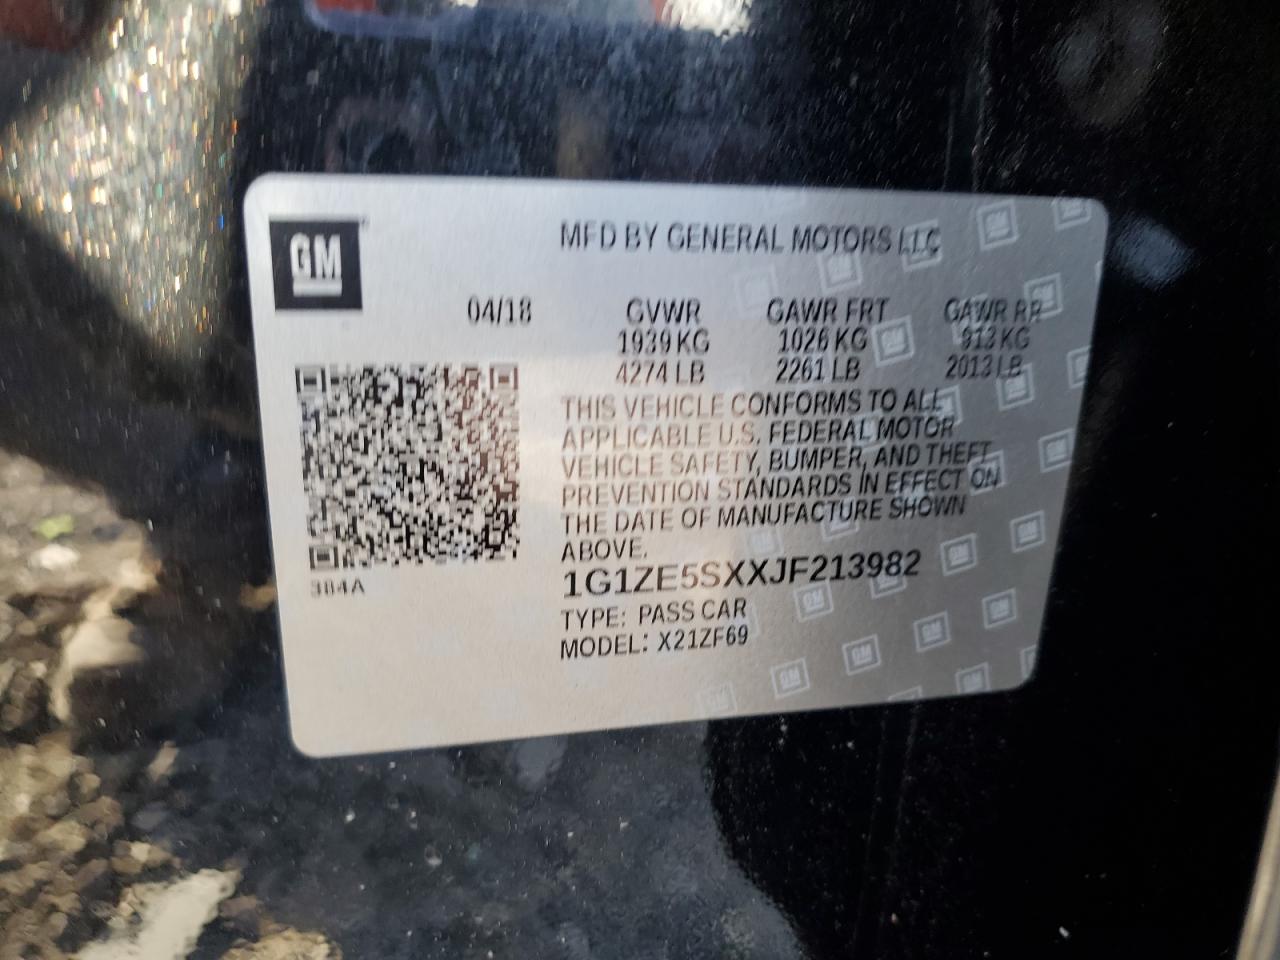 GM
MFD BY GENERAL MOTORS LLC
04/18 GVWR GAWR FRT GAWR RR
1939 KG 1026 KG 913 KG
4274 LB 2261 LB 2013 LB
THIS VEHICLE CONFORMS TO ALL
APPLICABLE U.S. FEDERAL MOTOR
VEHICLE SAFETY, BUMPER, AND THEFT
PREVENTION STANDARDS IN EFFECT ON
THE DATE OF MANUFACTURE SHOWN
ABOVE.
1G1ZE5SXXJF213982
384A
TYPE: PASS CAR
MODEL: X21ZF69